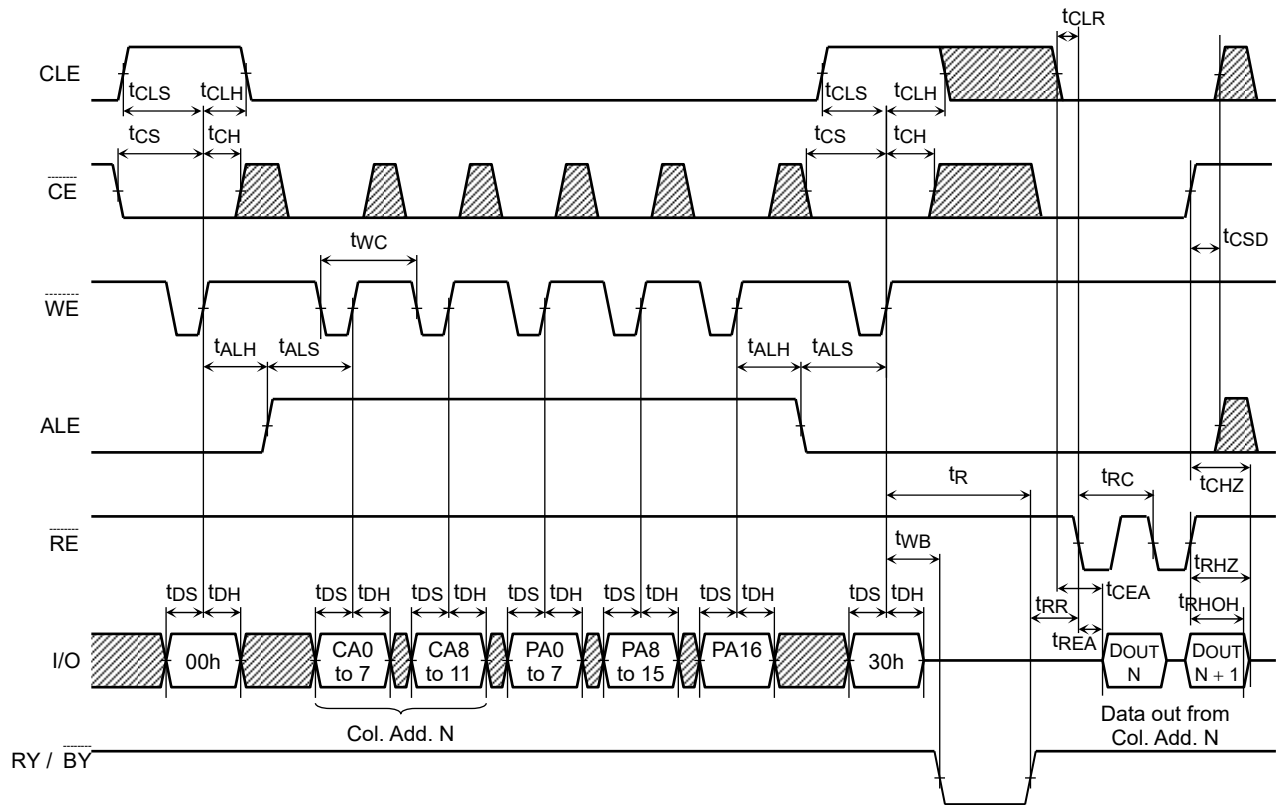 tCLR
CLE
tCLS tCLH tCLS tCLH
tCS tCH tCS tCH
CE
tWC tCSD
WE
tALH tALS tALH tALS
ALE
tR tRC tCHZ
RE
tWB tRHZ
tDS tDH tDS tDH tDS tDH tDS tDH tDS tDH tDS tDH tDS tDH tRR tCEA tRHOH
tREA
I/O
00h
CA0
to 7
CA8
to 11
PA0
to 7
PA8
to 15
PA16
30h
DOUT
N
DOUT
N + 1
Col. Add. N
Data out from
Col. Add. N
RY / BY